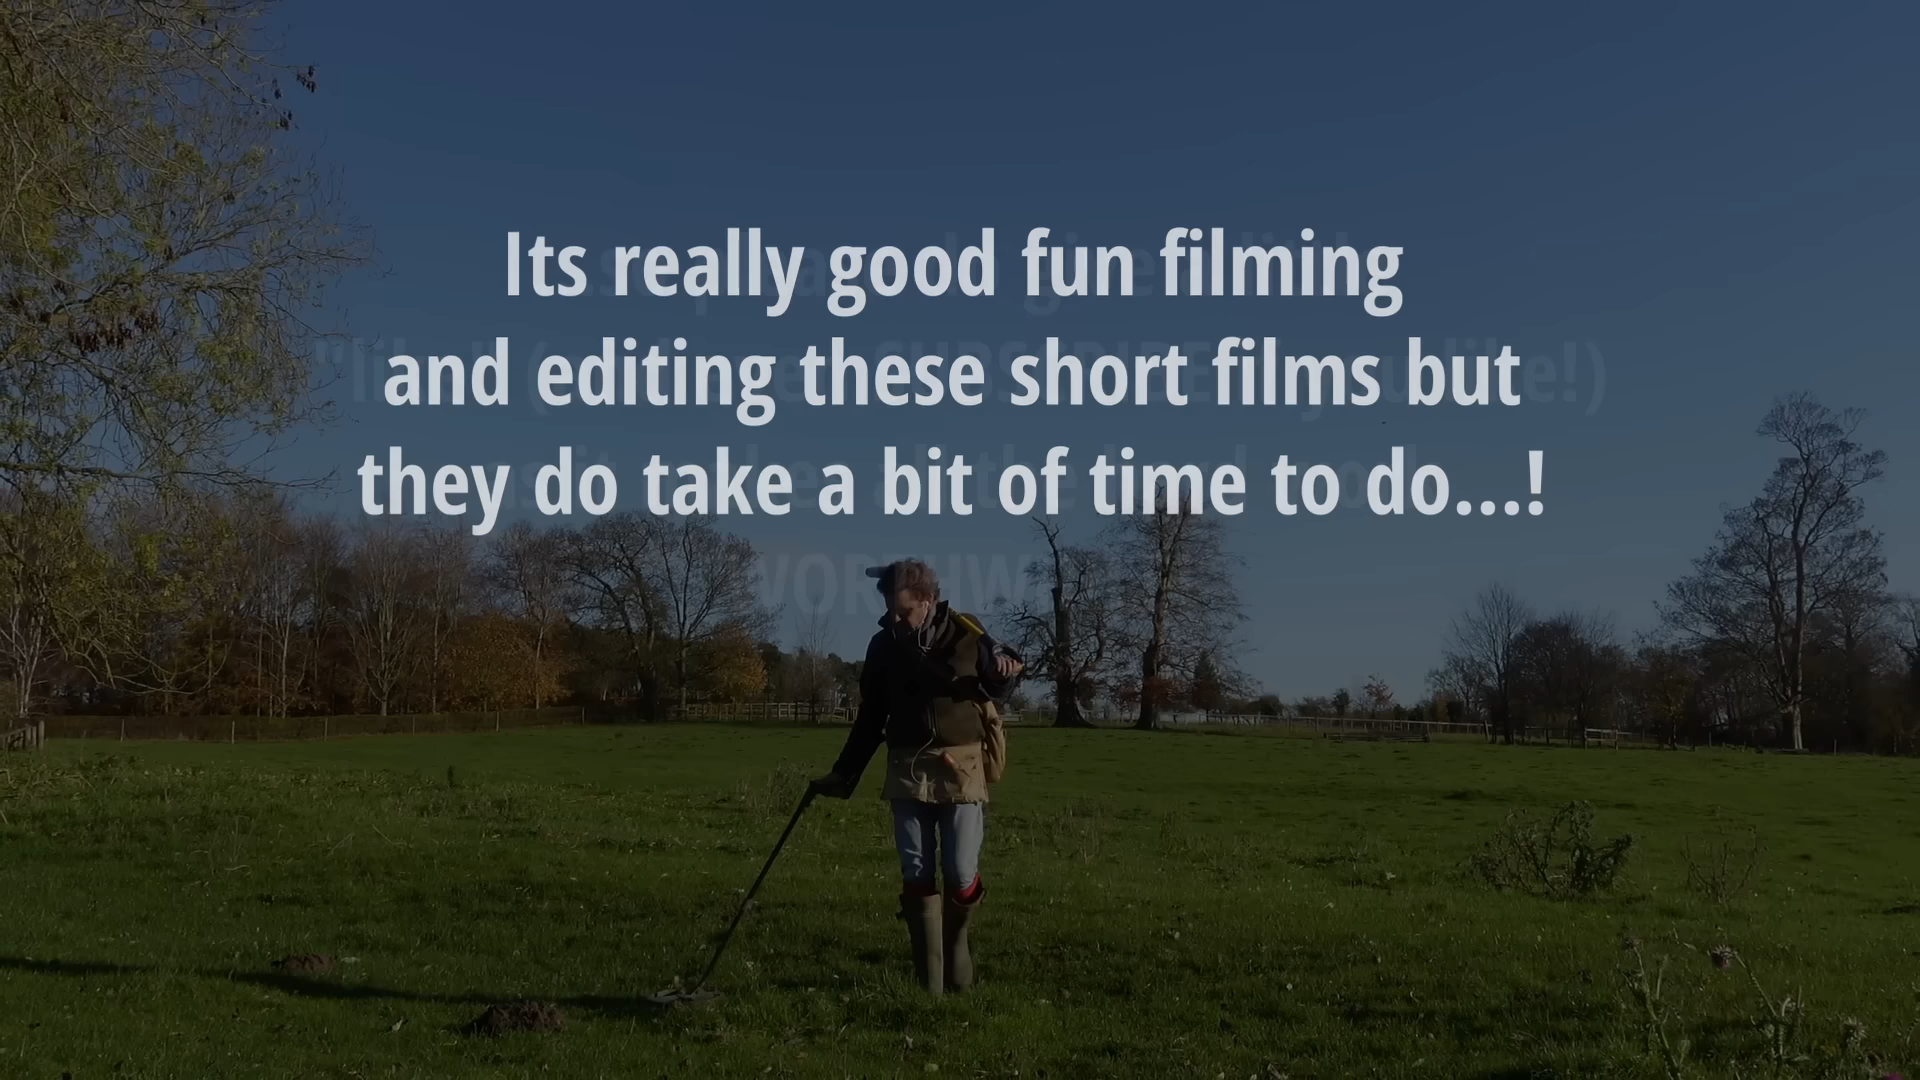 Its really good fun filming
and editing these short films but
they do take a bit of time to do...!